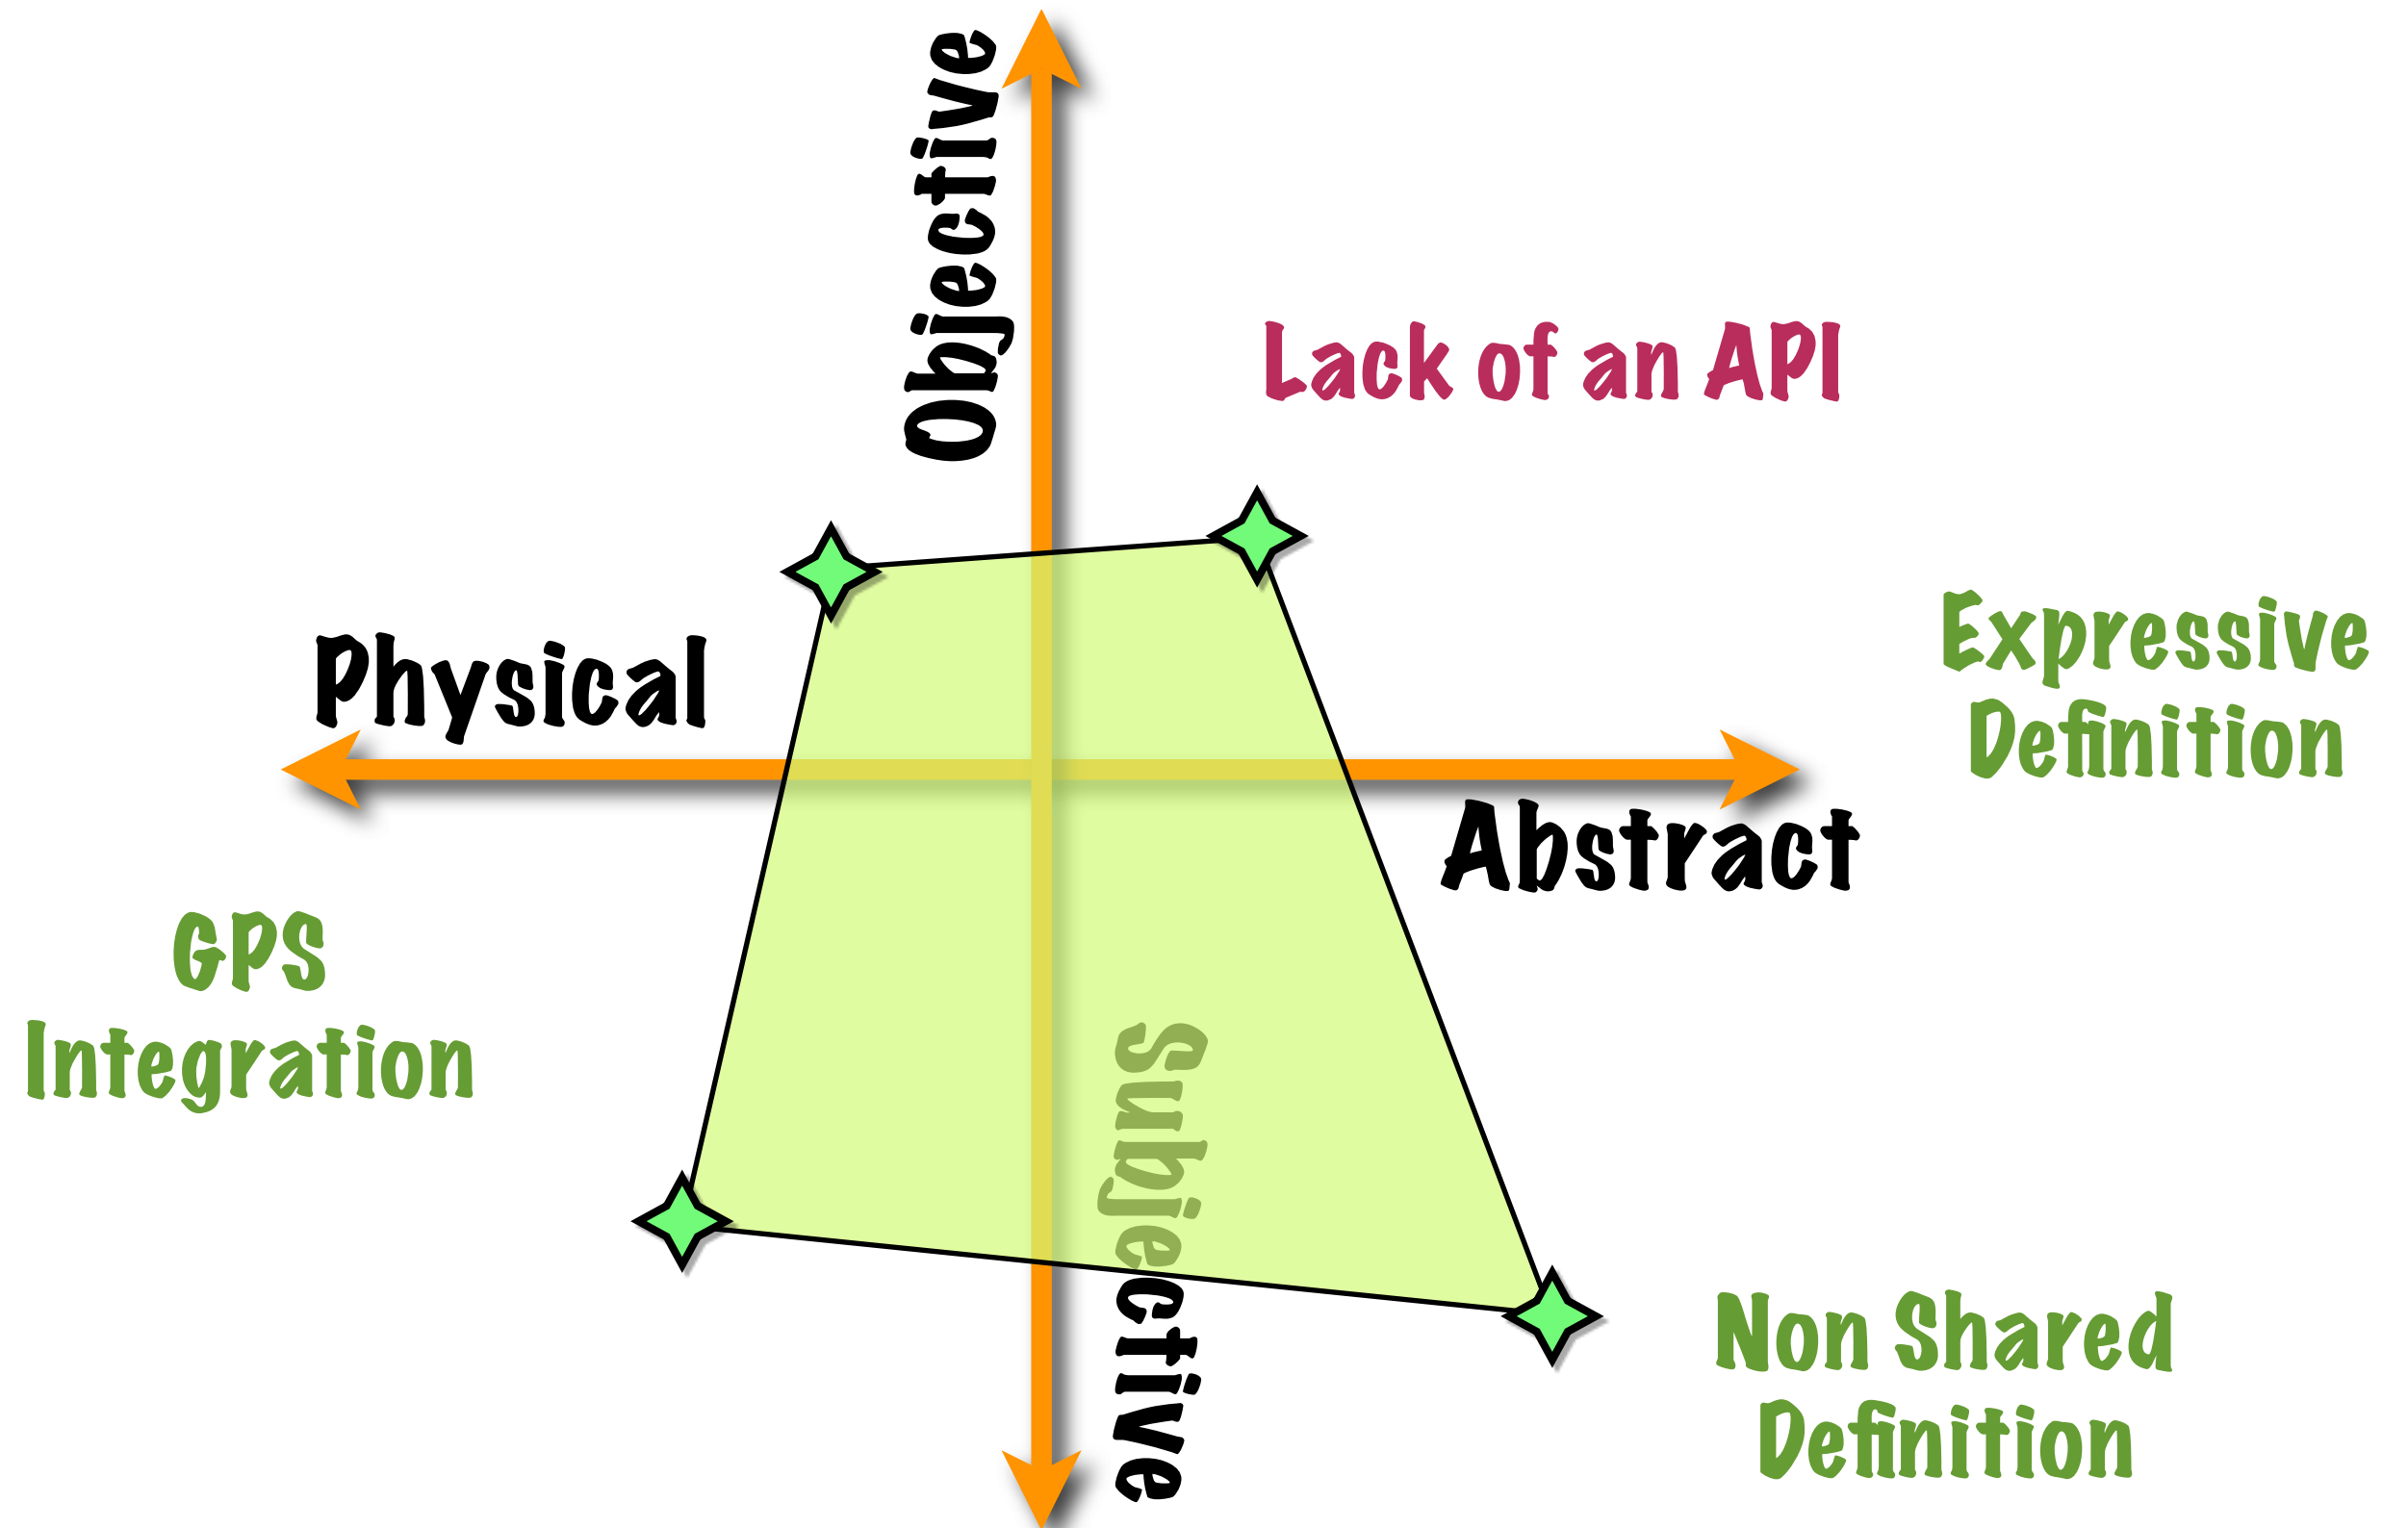 Objective
Lack of an API
Physical
Expressive
Definition
Abstract
GPS
Integration
Subjective
Non Shared
Definition